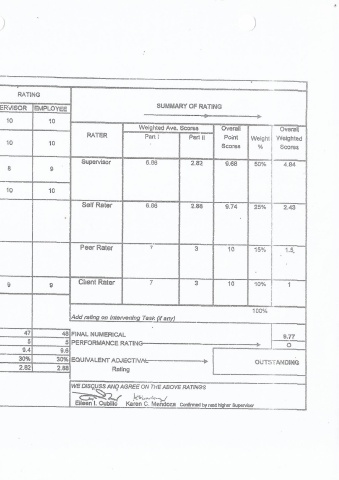 RATING
ERVISOR EMPLOYEE
10 10
10 10
8 9
10 10
9 9
47 48
5 5
9.4 9.6
30% 30%
2.82 2.88
SUMMARY OF RATING
RATER Weighted Ave. Scores Overall Point Scores Weight % Overall Weighted Scores
Part I Part II
Supervisor 6.86 2.82 9.68 50% 4.84
Self Rater 6.86 2.88 9.74 25% 2.43
Peer Rater 7 3 10 15% 1.5
Client Rater 7 3 10 10% 1
100%
Add rating on Intervening Task (if any)
FINAL NUMERICAL 9.77
PERFORMANCE RATING O
EQUIVALENT ADJECTIVAL OUTSTANDING
Rating
WE DISCUSS AND AGREE ON THE ABOVE RATINGS
Eileen I. Oubillo Karen C. Mendoza Confirmed by next higher Supervisor